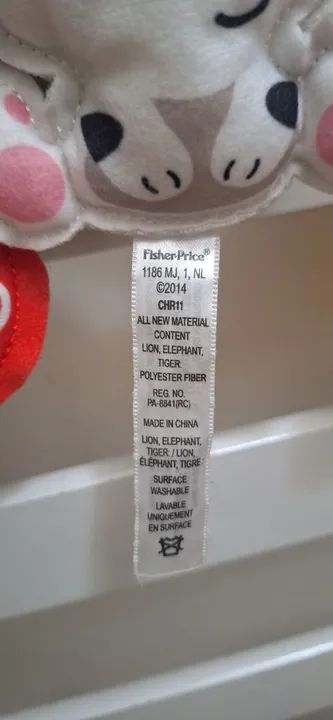 Fisher-Price®
1186 MJ, 1, NL
©2014
CHR11
ALL NEW MATERIAL
CONTENT
LION, ELEPHANT,
TIGER:
POLYESTER FIBER
REG. NO.
PA-8841(RC)
MADE IN CHINA
LION, ELEPHANT,
TIGER. / LION,
ÉLÉPHANT, TIGRE
SURFACE
WASHABLE
LAVABLE
UNIQUEMENT
EN SURFACE